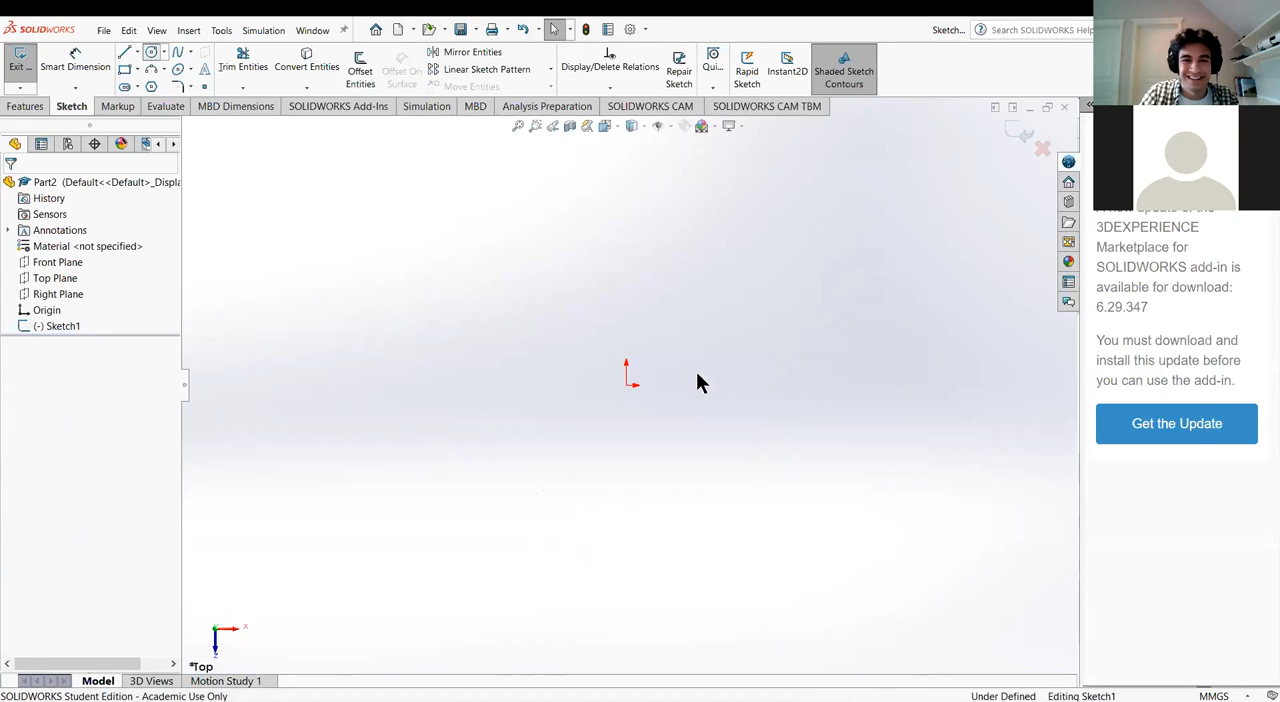 SOLIDWORKS File Edit View Insert Tools Simulation Window Sketch... Search SOLIDWORKS Help
Exit ... Smart Dimension Trim Entities Convert Entities Offset Entities Offset On Surface Mirror Entities Linear Sketch Pattern Move Entities Display/Delete Relations Repair Sketch Qui... Rapid Sketch Instant2D Shaded Sketch Contours
Features Sketch Markup Evaluate MBD Dimensions SOLIDWORKS Add-Ins Simulation MBD Analysis Preparation SOLIDWORKS CAM SOLIDWORKS CAM TBM
Part2 (Default<<Default>_Displa
History
Sensors
Annotations
Material <not specified>
Front Plane
Top Plane
Right Plane
Origin
(-) Sketch1
update of the
3DEXPERIENCE
Marketplace for
SOLIDWORKS add-in is
available for download:
6.29.347
You must download and
install this update before
you can use the add-in.
Get the Update
X
Z
*Top
Model 3D Views Motion Study 1
SOLIDWORKS Student Edition - Academic Use Only Under Defined Editing Sketch1 MMGS